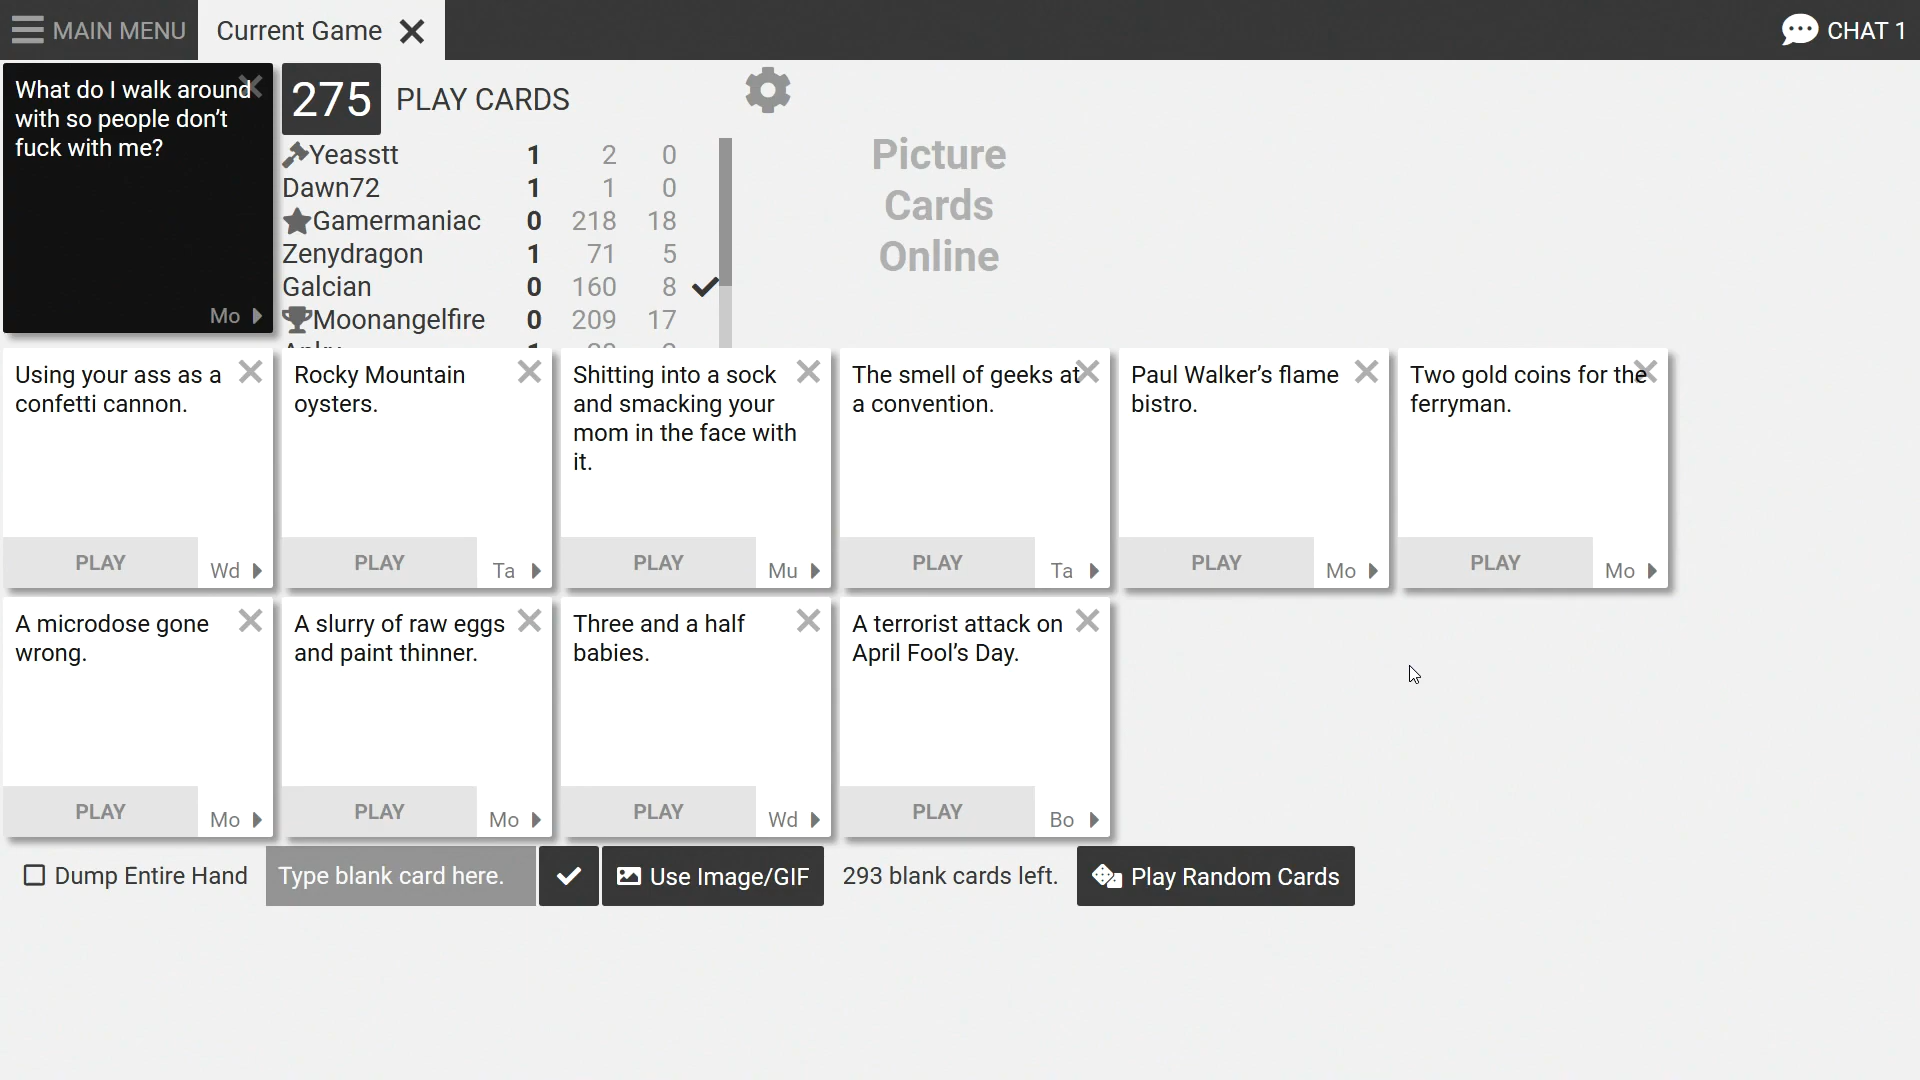 MAIN MENU
Current Game
CHAT 1
What do I walk around
with so people don't
fuck with me?
Mo
275 PLAY CARDS
Yeasstt 1 2 0
Dawn72 1 1 0
Gamermaniac 0 218 18
Zenydragon 1 71 5
Galcian 0 160 8
Moonangelfire 0 209 17
Picture
Cards
Online
Using your ass as a
confetti cannon.
PLAY
Wd
Rocky Mountain
oysters.
PLAY
Ta
Shitting into a sock
and smacking your
mom in the face with
it.
PLAY
Mu
The smell of geeks at
a convention.
PLAY
Ta
Paul Walker's flame
bistro.
PLAY
Mo
Two gold coins for the
ferryman.
PLAY
Mo
A microdose gone
wrong.
PLAY
Mo
A slurry of raw eggs
and paint thinner.
PLAY
Mo
Three and a half
babies.
PLAY
Wd
A terrorist attack on
April Fool's Day.
PLAY
Bo
Dump Entire Hand
Type blank card here.
Use Image/GIF
293 blank cards left.
Play Random Cards